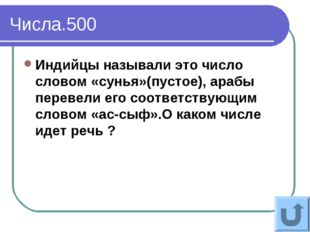 Числа.500
Индийцы называли это число
словом «сунья»(пустое), арабы
перевели его соответствующим
словом «ас-сыф».О каком числе
идет речь ?